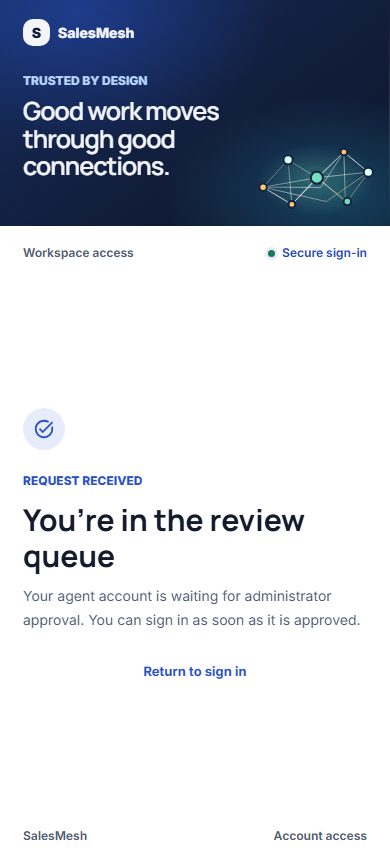 S SalesMesh
TRUSTED BY DESIGN
Good work moves
through good
connections.
Workspace access
Secure sign-in
REQUEST RECEIVED
You’re in the review
queue
Your agent account is waiting for administrator
approval. You can sign in as soon as it is approved.
Return to sign in
SalesMesh
Account access